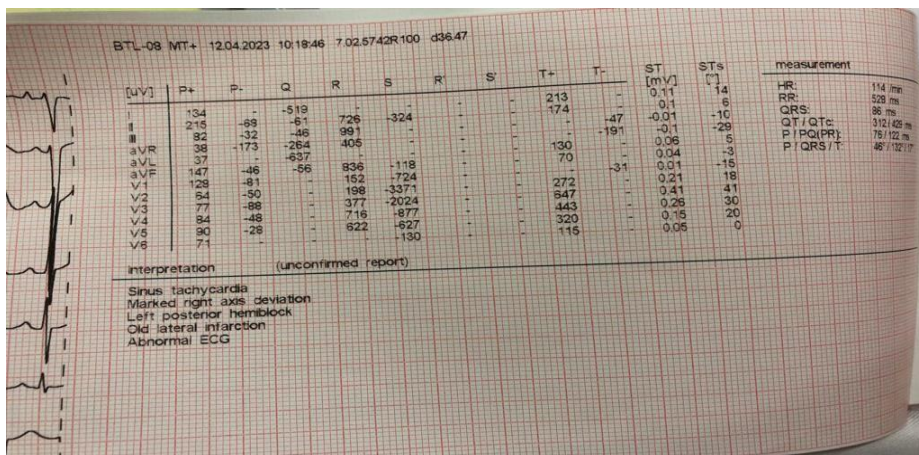 BTL-08 MT+ 12.04.2023 10:18:46 7.02.5742R100 d36.47
[uV] P+ P- Q R S R' S' T+ T- ST [mV] STs [°]
I 134 - -519 - - - - 213 - 0.11 14
II 215 -69 -61 726 -324 - - 174 - 0.1 6
III 82 -32 -46 991 - - - - -47 -0.01 -10
aVR 38 -173 -264 405 - - - - -191 -0.1 -29
aVL 37 - -637 - - - - 130 - 0.06 5
aVF 147 -46 -56 836 -118 - - 70 - 0.04 -3
V1 128 -81 - 152 -724 - - - -31 0.01 -15
V2 64 -50 - 198 -3371 - - 272 - 0.21 18
V3 77 -88 - 377 -2024 - - 647 - 0.41 41
V4 84 -48 - 716 -877 - - 443 - 0.26 30
V5 90 -28 - 622 -627 - - 320 - 0.15 20
V6 71 - - - -130 - - 115 - 0.05 0
measurement
HR: 114 /min
RR: 529 ms
QRS: 86 ms
QT / QTc: 312 / 429 ms
P / PQ(PR): 76 / 122 ms
P / QRS / T: 46°/ 132°/
interpretation (unconfirmed report)
Sinus tachycardia
Marked right axis deviation
Left posterior hemiblock
Old lateral infarction
Abnormal ECG